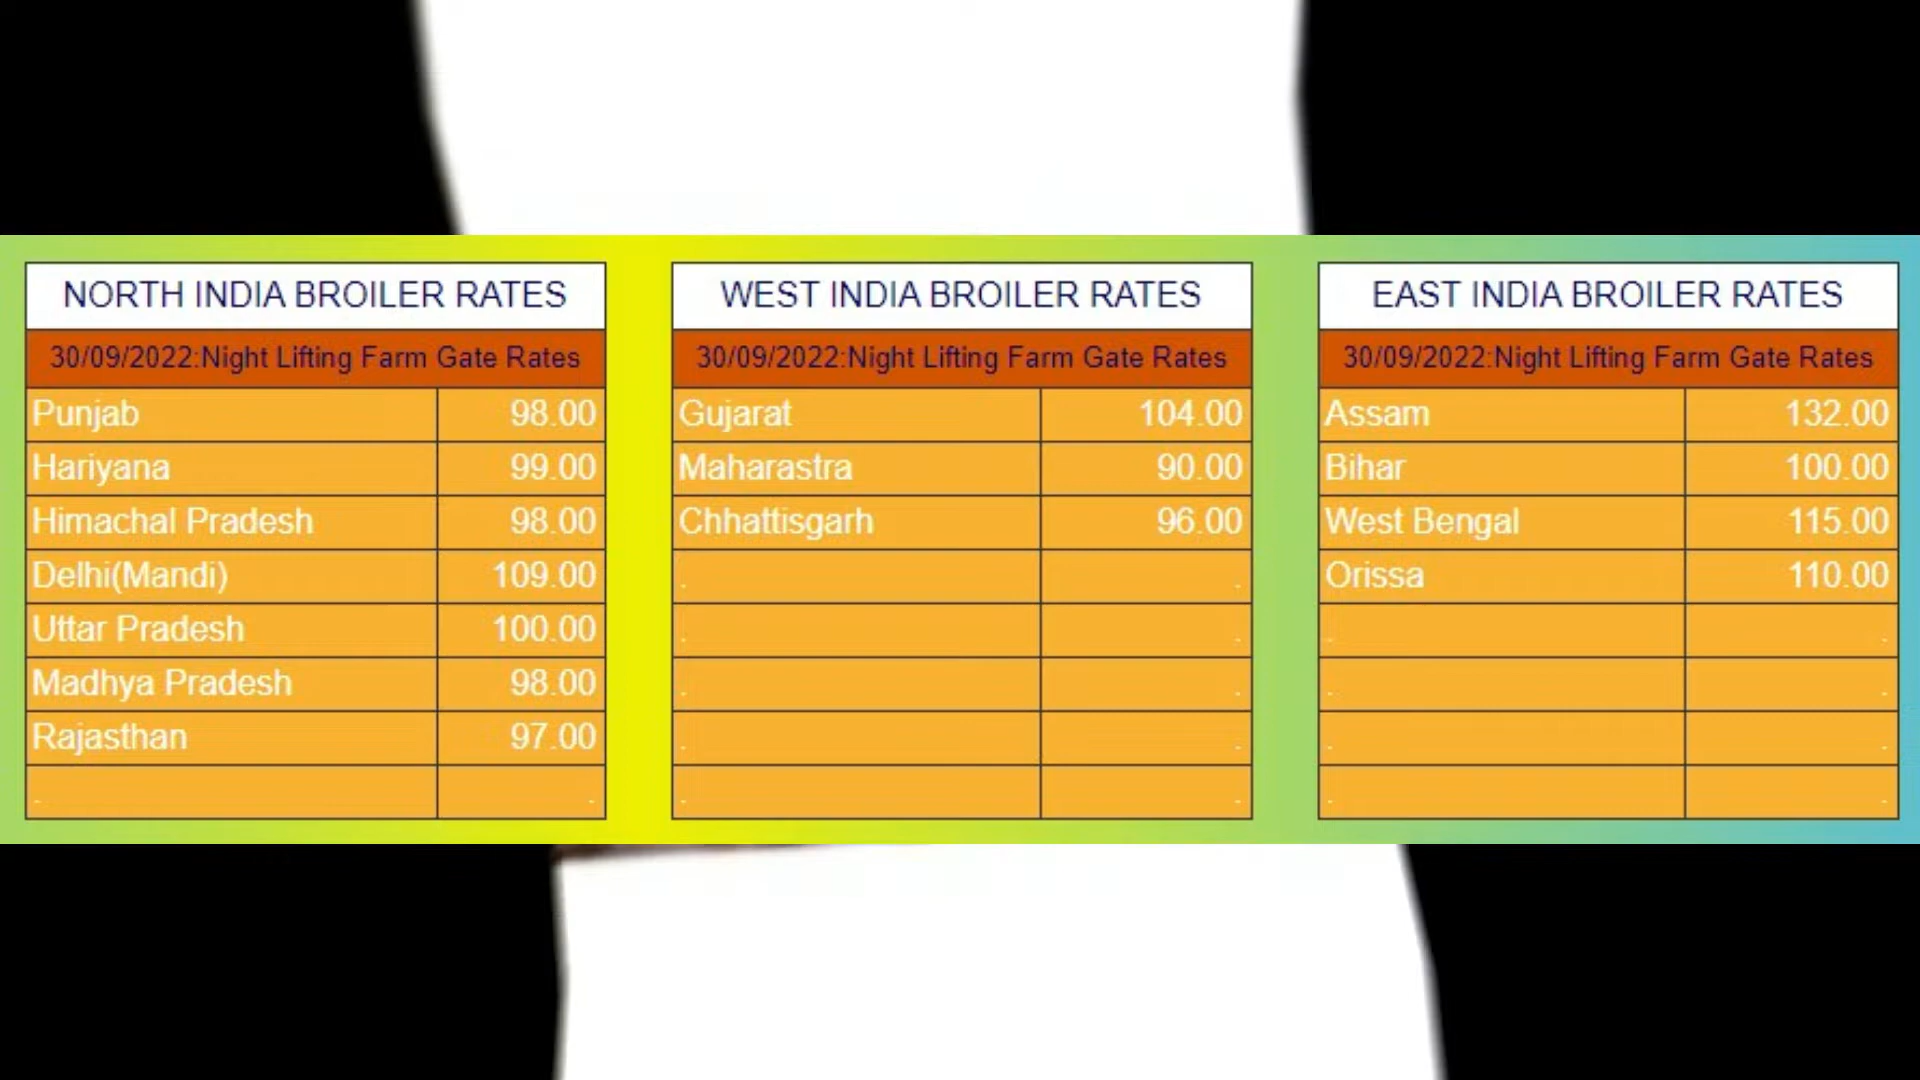 NORTH INDIA BROILER RATES
30/09/2022:Night Lifting Farm Gate Rates
Punjab 98.00
Hariyana 99.00
Himachal Pradesh 98.00
Delhi(Mandi) 109.00
Uttar Pradesh 100.00
Madhya Pradesh 98.00
Rajasthan 97.00
. .
WEST INDIA BROILER RATES
30/09/2022:Night Lifting Farm Gate Rates
Gujarat 104.00
Maharastra 90.00
Chhattisgarh 96.00
. .
. .
. .
. .
. .
EAST INDIA BROILER RATES
30/09/2022:Night Lifting Farm Gate Rates
Assam 132.00
Bihar 100.00
West Bengal 115.00
Orissa 110.00
. .
. .
. .
. .